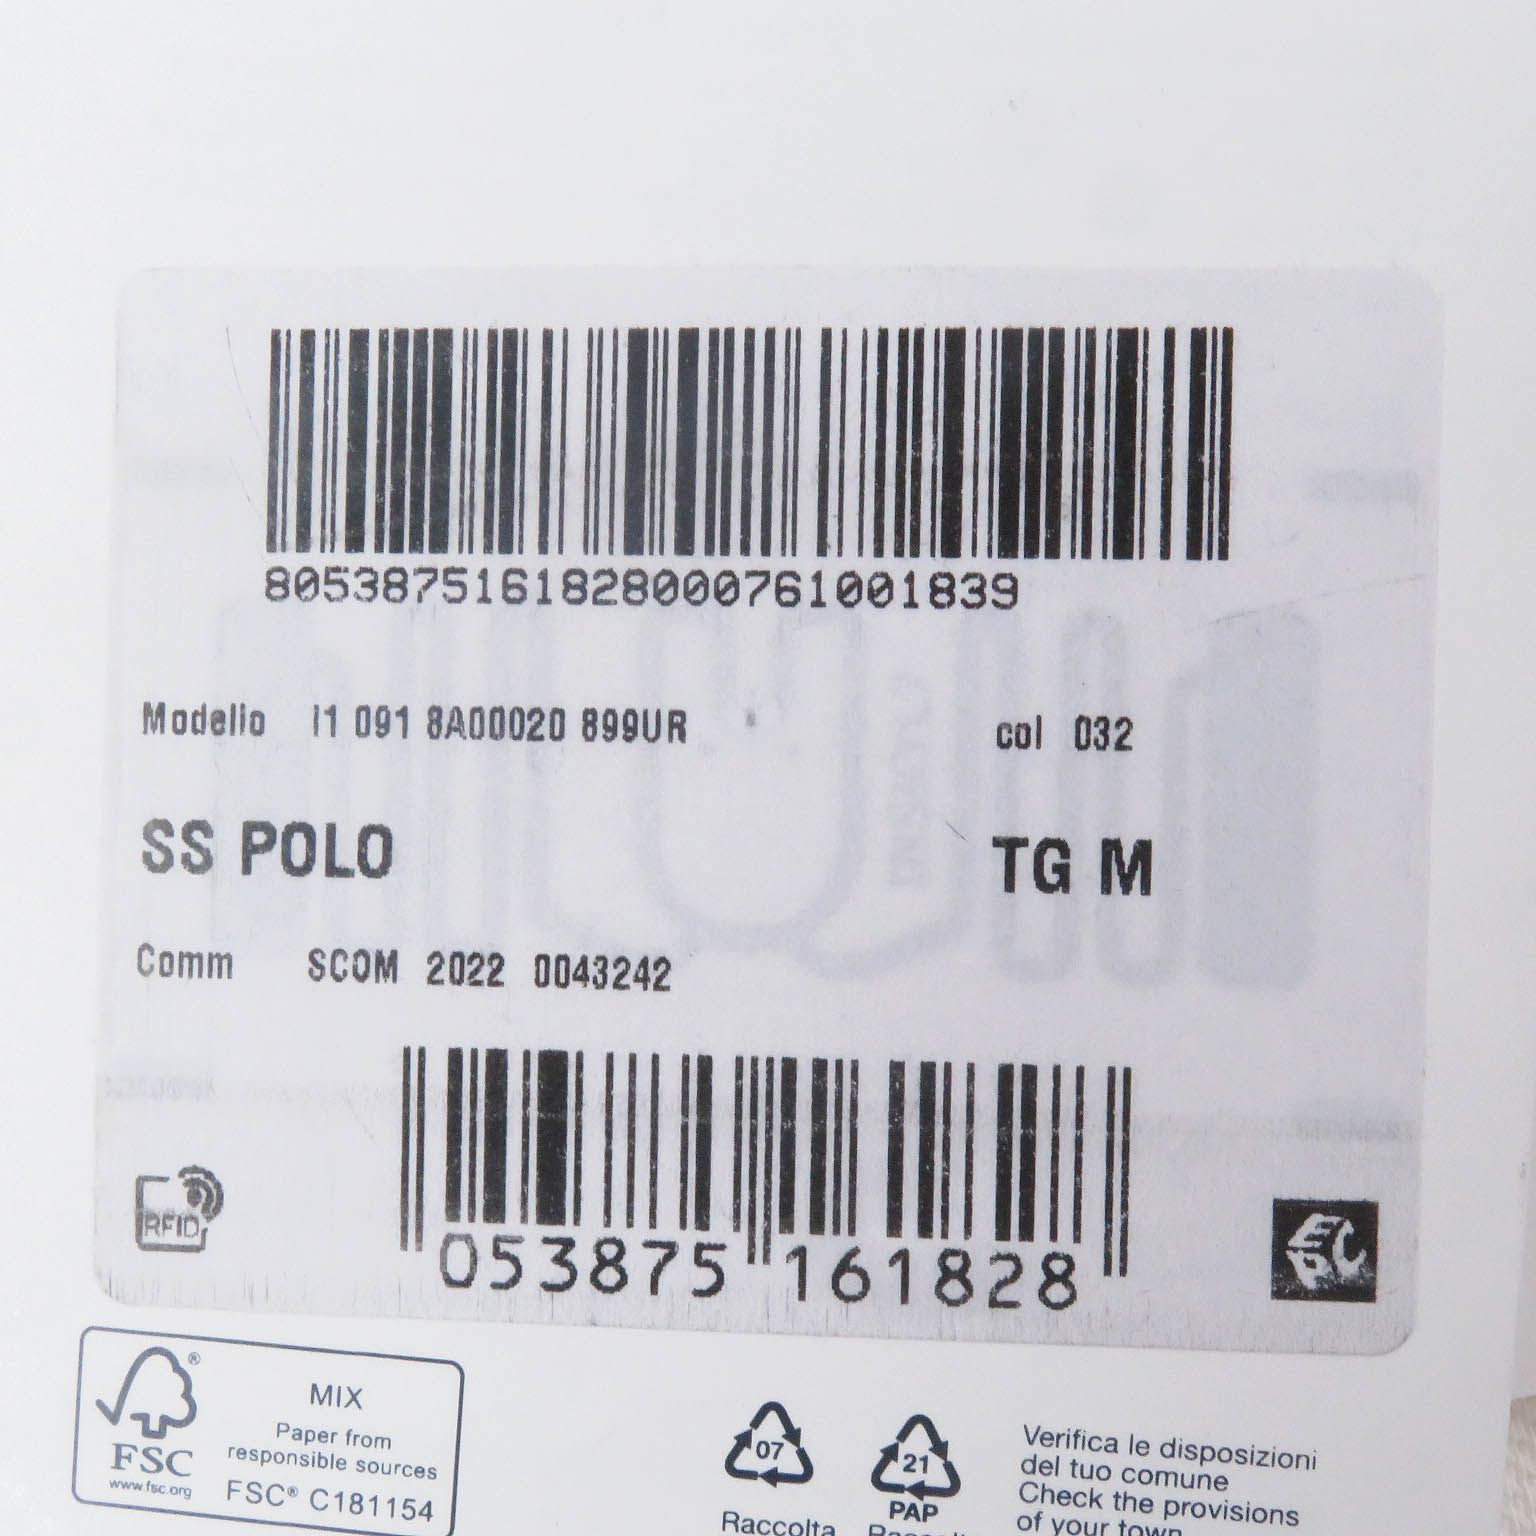 8053875161828000761001839
Modello I1 091 8A00020 899UR col 032
SS POLO TG M
Comm SCOM 2022 0043242
RFID
053875 161828
FSC
www.fsc.org
MIX
Paper from
responsible sources
FSC® C181154
07
Raccolta
21
PAP
Verifica le disposizioni
del tuo comune
Check the provisions
of your town